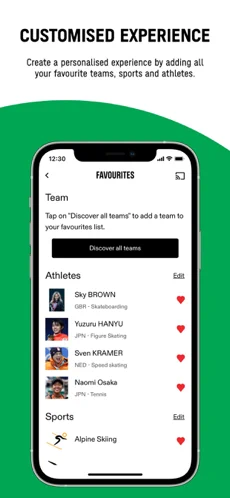 CUSTOMISED EXPERIENCE
Create a personalised experience by adding all
your favourite teams, sports and athletes.
12:30
FAVOURITES
Team
Tap on "Discover all teams" to add a team to
your favourites list.
Discover all teams
Athletes Edit
Sky BROWN
GBR - Skateboarding
Yuzuru HANYU
JPN - Figure Skating
Sven KRAMER
NED - Speed skating
Naomi Osaka
JPN - Tennis
Sports Edit
Alpine Skiing